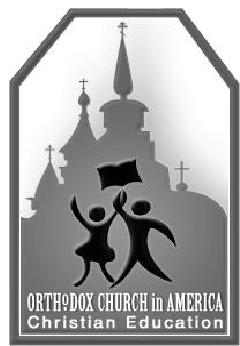 ORTHODOX CHURCH in AMERICA
Christian Education